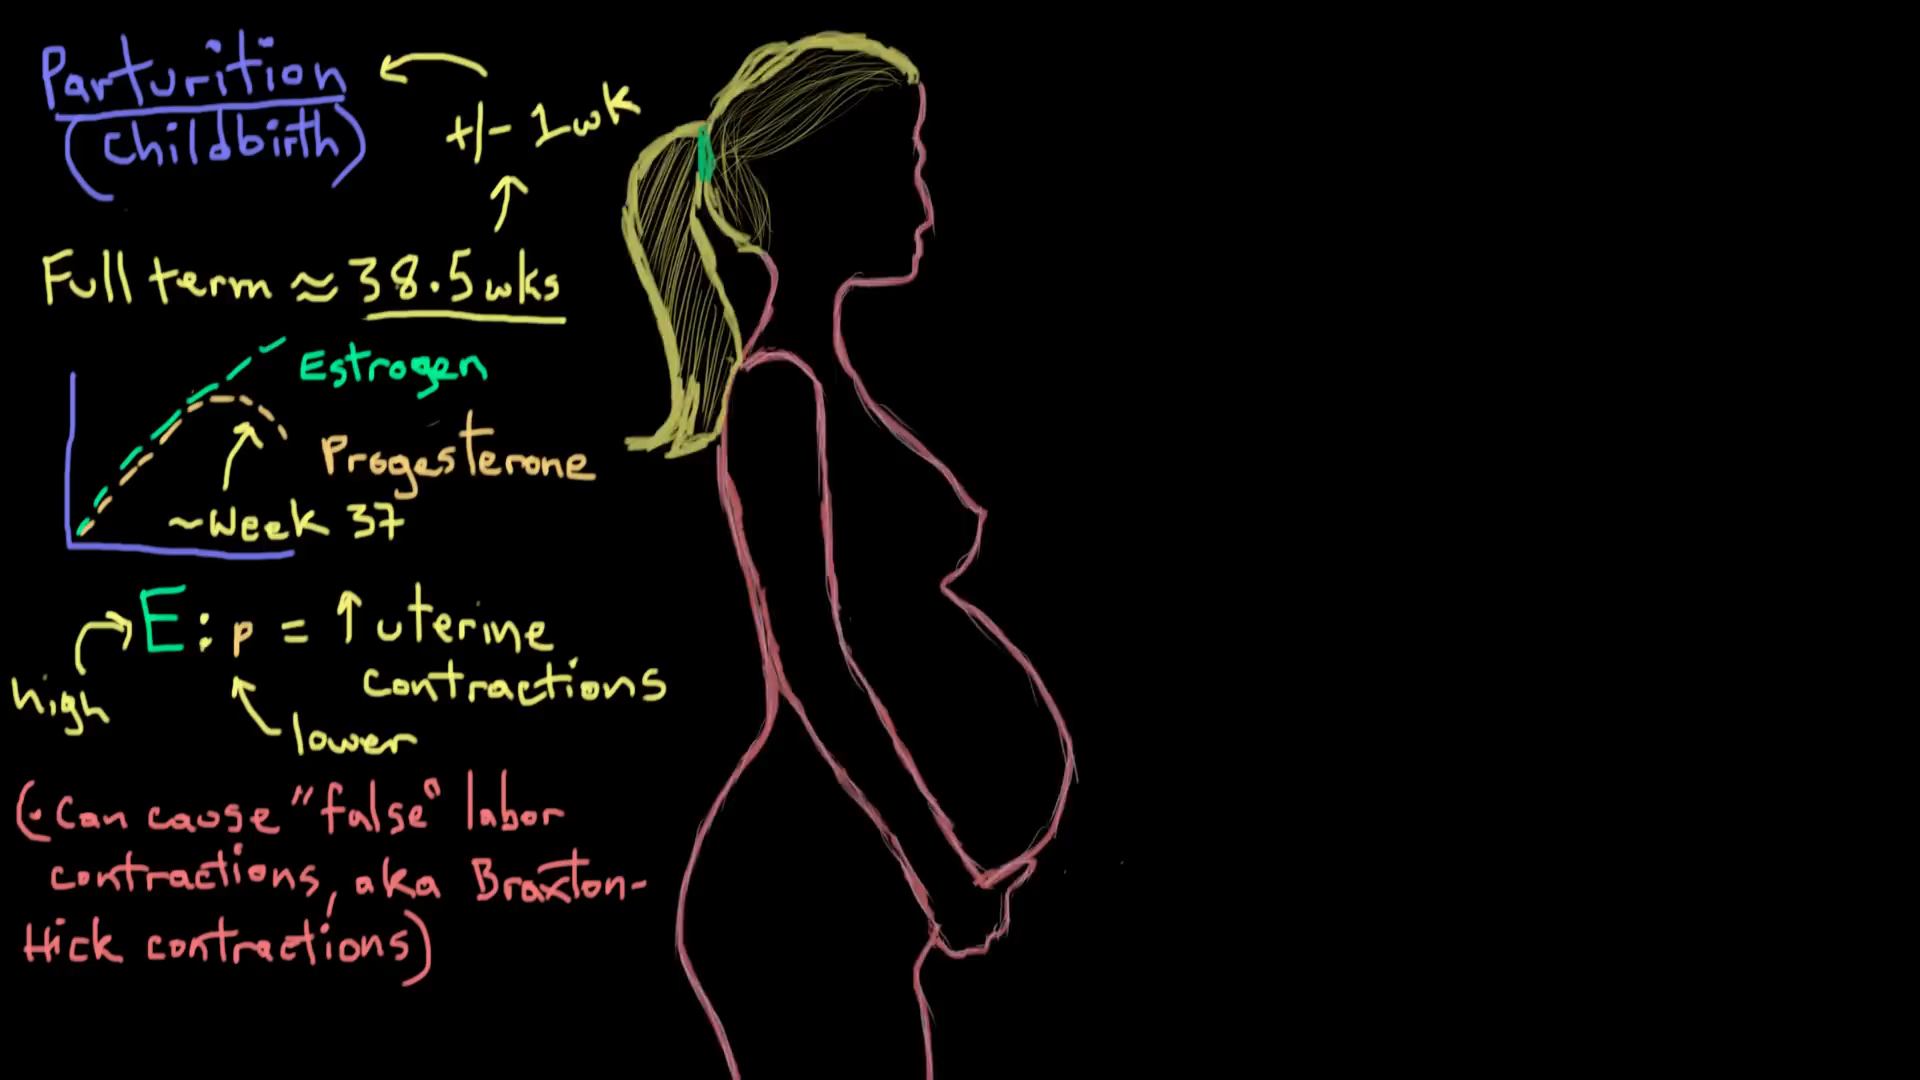 Parturition
(Childbirth)
+/- 1wk
Full term ≈ 38.5wks
Estrogen
Progesterone
~Week 37
E:p = ↑ uterine
contractions
high
lower
(·Can cause "false" labor
contractions, aka Braxton-
Hick contractions)